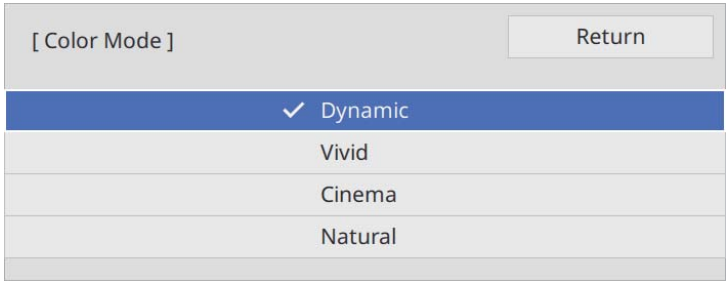 [ Color Mode ]
Return
✓ Dynamic
Vivid
Cinema
Natural